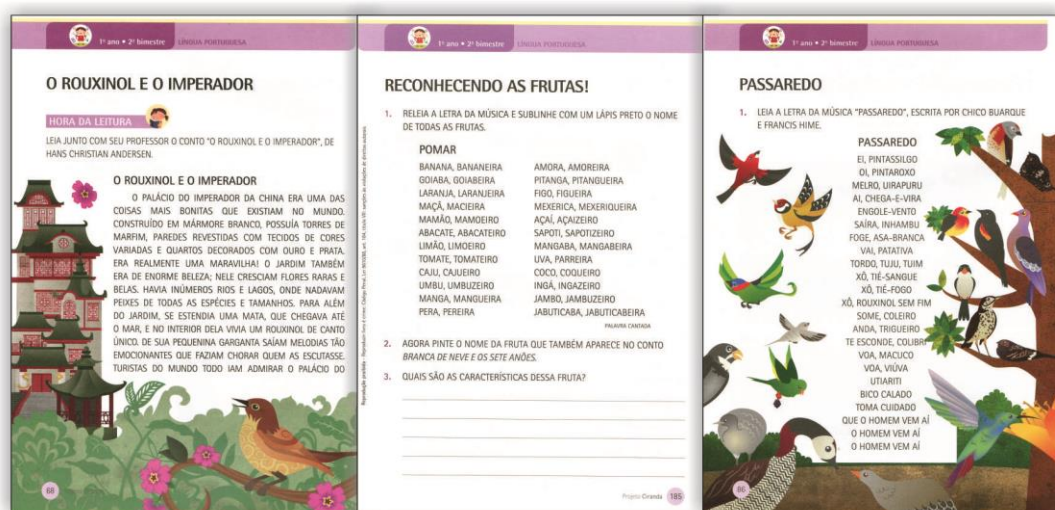 1º ano • 2º bimestre LÍNGUA PORTUGUESA
O ROUXINOL E O IMPERADOR
HORA DA LEITURA
LEIA JUNTO COM SEU PROFESSOR O CONTO "O ROUXINOL E O IMPERADOR", DE
HANS CHRISTIAN ANDERSEN.
O ROUXINOL E O IMPERADOR
O PALÁCIO DO IMPERADOR DA CHINA ERA UMA DAS
COISAS MAIS BONITAS QUE EXISTIAM NO MUNDO.
CONSTRUÍDO EM MÁRMORE BRANCO, POSSUÍA TORRES DE
MARFIM, PAREDES REVESTIDAS COM TECIDOS DE CORES
VARIADAS E QUARTOS DECORADOS COM OURO E PRATA.
ERA REALMENTE UMA MARAVILHA! O JARDIM TAMBÉM
ERA DE ENORME BELEZA; NELE CRESCIAM FLORES RARAS E
BELAS. HAVIA INÚMEROS RIOS E LAGOS, ONDE NADAVAM
PEIXES DE TODAS AS ESPÉCIES E TAMANHOS. PARA ALÉM
DO JARDIM, SE ESTENDIA UMA MATA, QUE CHEGAVA ATÉ
O MAR, E NO INTERIOR DELA VIVIA UM ROUXINOL DE CANTO
ÚNICO. DE SUA PEQUENINA GARGANTA SAÍAM MELODIAS TÃO
EMOCIONANTES QUE FAZIAM CHORAR QUEM AS ESCUTASSE.
TURISTAS DO MUNDO TODO IAM ADMIRAR O PALÁCIO DO
68
1º ano • 2º bimestre LÍNGUA PORTUGUESA
RECONHECENDO AS FRUTAS!
1. RELEIA A LETRA DA MÚSICA E SUBLINHE COM UM LÁPIS PRETO O NOME
DE TODAS AS FRUTAS.
POMAR
BANANA, BANANEIRA
GOIABA, GOIABEIRA
LARANJA, LARANJEIRA
MAÇÃ, MACIEIRA
MAMÃO, MAMOEIRO
ABACATE, ABACATEIRO
LIMÃO, LIMOEIRO
TOMATE, TOMATEIRO
CAJU, CAJUEIRO
UMBU, UMBUZEIRO
MANGA, MANGUEIRA
PERA, PEREIRA
AMORA, AMOREIRA
PITANGA, PITANGUEIRA
FIGO, FIGUEIRA
MEXERICA, MEXERIQUEIRA
AÇAÍ, AÇAIZEIRO
SAPOTI, SAPOTIZEIRO
MANGABA, MANGABEIRA
UVA, PARREIRA
COCO, COQUEIRO
INGÁ, INGAZEIRO
JAMBO, JAMBUZEIRO
JABUTICABA, JABUTICABEIRA
PALAVRA CANTADA
2. AGORA PINTE O NOME DA FRUTA QUE TAMBÉM APARECE NO CONTO
BRANCA DE NEVE E OS SETE ANÕES.
3. QUAIS SÃO AS CARACTERÍSTICAS DESSA FRUTA?
Projeto Ciranda 185
1º ano • 2º bimestre LÍNGUA PORTUGUESA
PASSAREDO
1. LEIA A LETRA DA MÚSICA "PASSAREDO", ESCRITA POR CHICO BUARQUE
E FRANCIS HIME.
PASSAREDO
EI, PINTASSILGO
OI, PINTAROXO
MELRO, UIRAPURU
AI, CHEGA-E-VIRA
ENGOLE-VENTO
SAÍRA, INHAMBU
FOGE, ASA-BRANCA
VAI, PATATIVA
TORDO, TUJU, TUIM
XÔ, TIÉ-SANGUE
XÔ, TIÉ-FOGO
XÔ, ROUXINOL SEM FIM
SOME, COLEIRO
ANDA, TRIGUEIRO
TE ESCONDE, COLIBRI
VOA, MACUCO
VOA, VIÚVA
UTIARITI
BICO CALADO
TOMA CUIDADO
QUE O HOMEM VEM AÍ
O HOMEM VEM AÍ
O HOMEM VEM AÍ